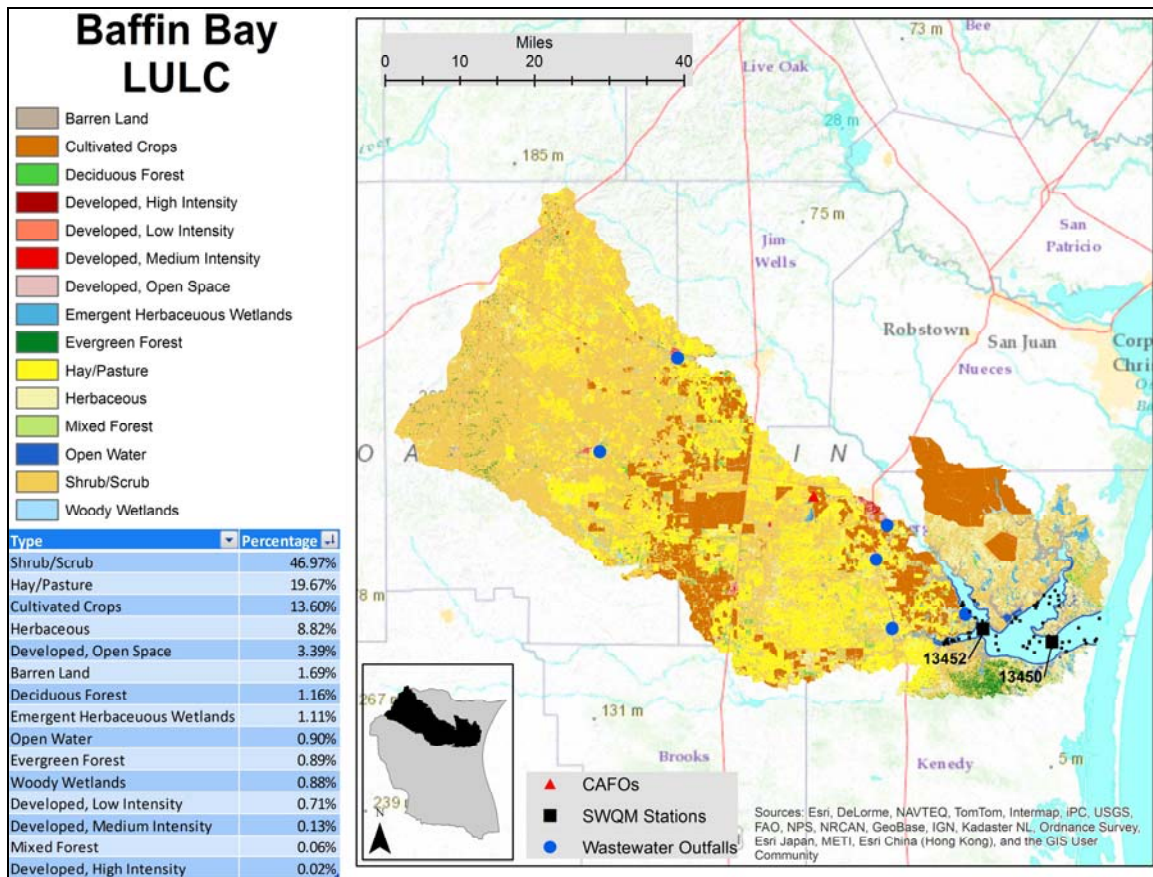 Baffin Bay
LULC
Barren Land
Cultivated Crops
Deciduous Forest
Developed, High Intensity
Developed, Low Intensity
Developed, Medium Intensity
Developed, Open Space
Emergent Herbaceuous Wetlands
Evergreen Forest
Hay/Pasture
Herbaceous
Mixed Forest
Open Water
Shrub/Scrub
Woody Wetlands
Type Percentage
Shrub/Scrub 46.97%
Hay/Pasture 19.67%
Cultivated Crops 13.60%
Herbaceous 8.82%
Developed, Open Space 3.39%
Barren Land 1.69%
Deciduous Forest 1.16%
Emergent Herbaceuous Wetlands 1.11%
Open Water 0.90%
Evergreen Forest 0.89%
Woody Wetlands 0.88%
Developed, Low Intensity 0.71%
Developed, Medium Intensity 0.13%
Mixed Forest 0.06%
Developed, High Intensity 0.02%
Miles
0 10 20 40
73 m
Bee
Live Oak
28 m
185 m
75 m
Jim
Wells
San
Patricio
Robstown
San Juan
Corp
Chri
Nueces
O A
I N
8 m
13452
13450
267 m
131 m
5 m
Brooks
Kenedy
239
N
CAFOs
SWQM Stations
Wastewater Outfalls
Sources: Esri, DeLorme, NAVTEQ, TomTom, Intermap, iPC, USGS,
FAO, NPS, NRCAN, GeoBase, IGN, Kadaster NL, Ordnance Survey,
Esri Japan, METI, Esri China (Hong Kong), and the GIS User
Community